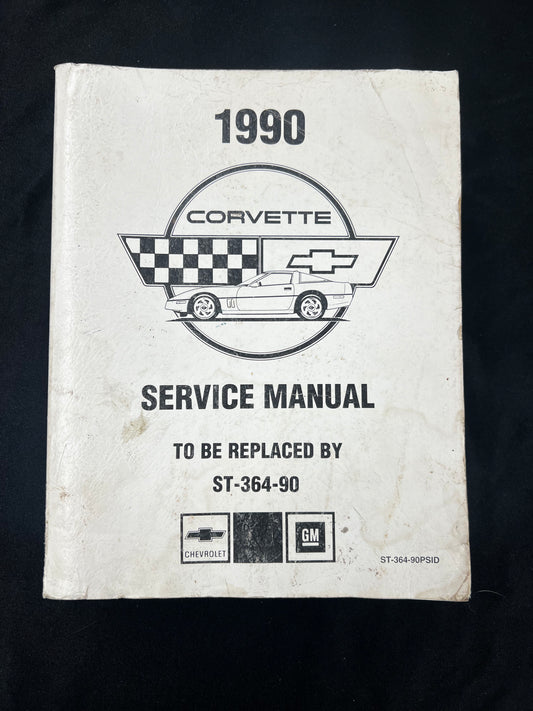 1990
CORVETTE
SERVICE MANUAL
TO BE REPLACED BY
ST-364-90
CHEVROLET
GM
ST-364-90PSID